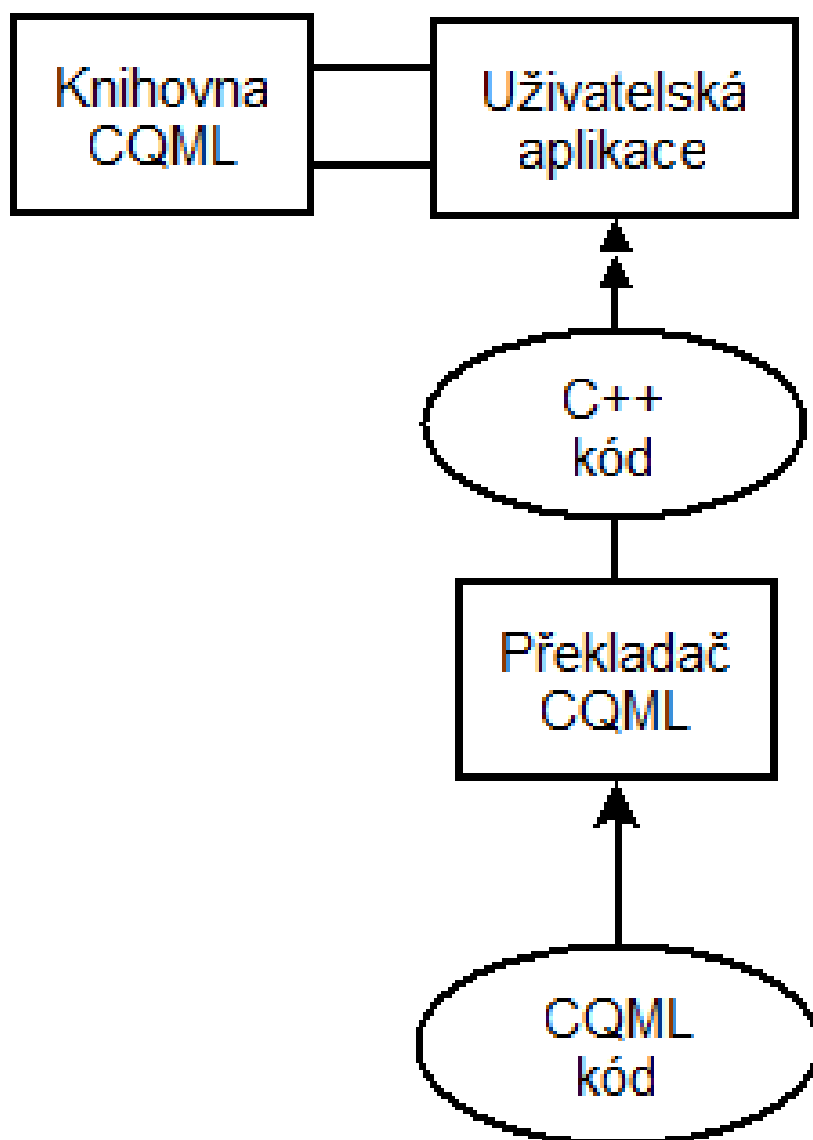 Knihovna
CQML
Uživatelská
aplikace
C++
kód
Překladač
CQML
CQML
kód